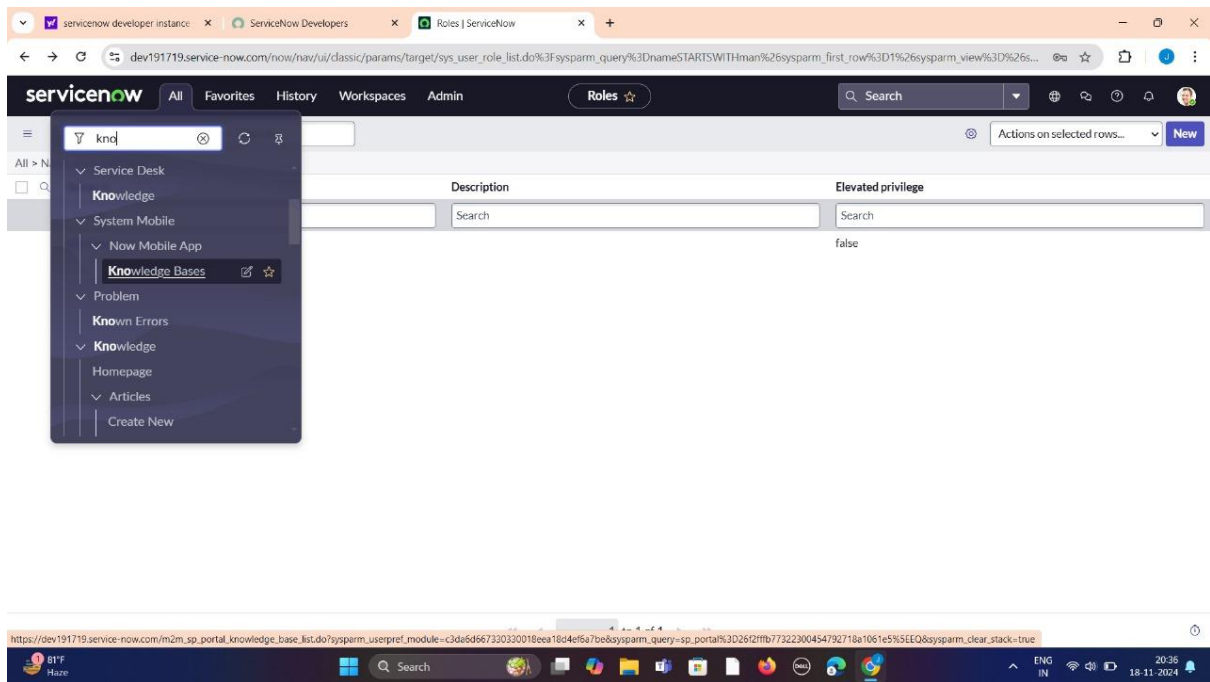 servicenow developer instance
ServiceNow Developers
Roles | ServiceNow
dev191719.service-now.com/now/nav/ui/classic/params/target/sys_user_role_list.do%3Fsysparm_query%3DnameSTARTSWITHman%26sysparm_first_row%3D1%26sysparm_view%3D%26s...
servicenow All Favorites History Workspaces Admin Roles Search
kno Actions on selected rows... New
All > N
Service Desk
Description Elevated privilege
Knowledge
Search Search
System Mobile
Now Mobile App false
Knowledge Bases
Problem
Known Errors
Knowledge
Homepage
Articles
Create New
https://dev191719.service-now.com/m2m_sp_portal_knowledge_base_list.do?sysparm_userpref_module=c3da6d667330330018eea18d4ef6a7be&sysparm_query=sp_portal%3D26f2fffb77322300454792718a1061e5%5EEQ&sysparm_clear_stack=true
1 81°F Search ENG 20:36
Haze IN 18-11-2024